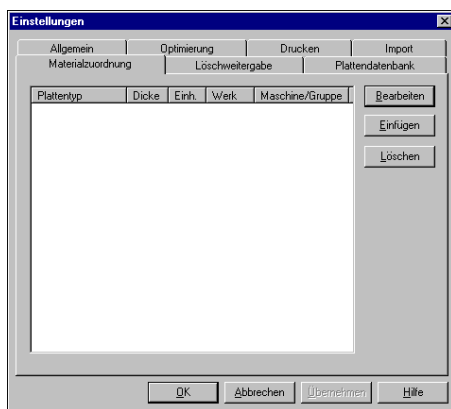 Einstellungen
Allgemein Optimierung Drucken Import
Materialzuordnung Löschweitergabe Plattendatenbank
Plattentyp Dicke Einh. Werk Maschine/Gruppe
Bearbeiten
Einfügen
Löschen
OK Abbrechen Übernehmen Hilfe